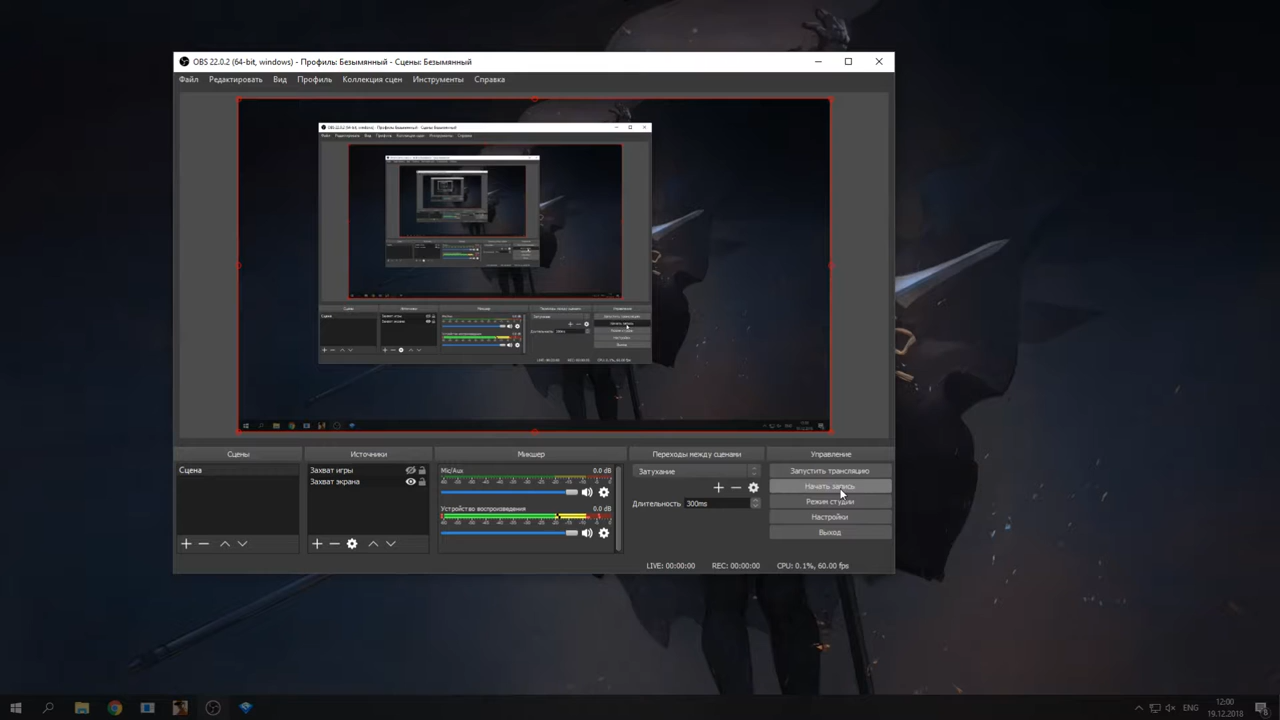 OBS 22.0.2 (64-bit, windows) - Профиль: Безымянный - Сцены: Безымянный
Файл Редактировать Вид Профиль Коллекция сцен Инструменты Справка
Сцены Источники Микшер Переходы между сценами Управление
Сцена
Захват игры
Захват экрана
Mic/Aux 0.0 dB
Устройство воспроизведения 0.0 dB
Затухание
Длительность 300ms
Запустить трансляцию
Начать запись
Режим студии
Настройки
Выход
LIVE: 00:00:00 REC: 00:00:00 CPU: 0.1%, 60.00 fps
ENG
12:00
19.12.2018